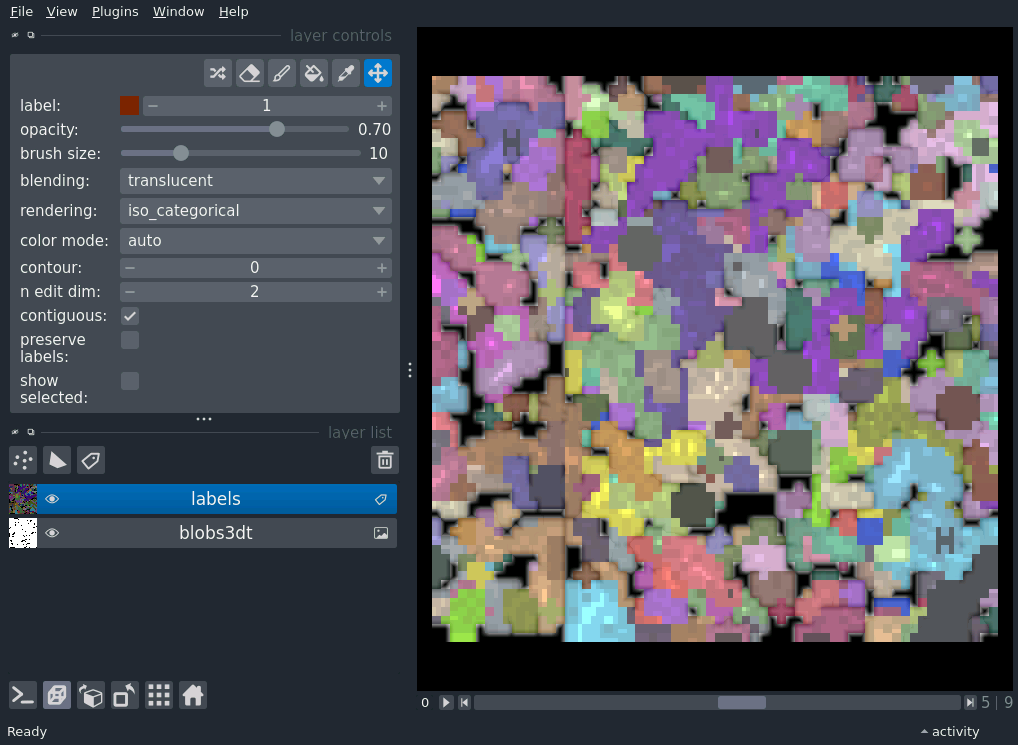 File View Plugins Window Help
layer controls
label: 1
opacity: 0.70
brush size: 10
blending: translucent
rendering: iso_categorical
color mode: auto
contour: 0
n edit dim: 2
contiguous:
preserve
labels:
show
selected:
layer list
labels
blobs3dt
0 5 | 9
Ready activity